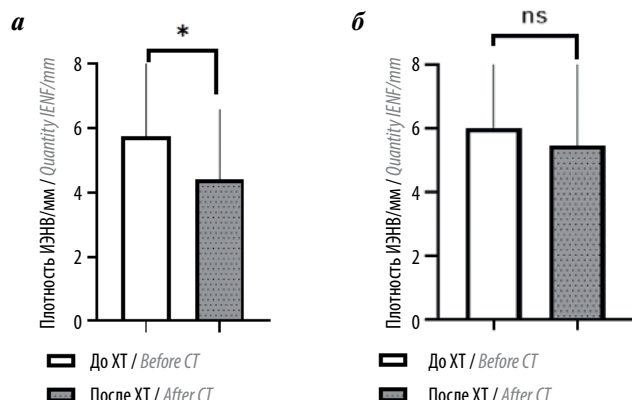 а
*
Плотность ИЭНВ/мм / Quantity IENF/mm
8
6
4
2
0
До ХТ / Before CT
После ХТ / After CT
б
ns
Плотность ИЭНВ/мм / Quantity IENF/mm
8
6
4
2
0
До ХТ / Before CT
После ХТ / After CT